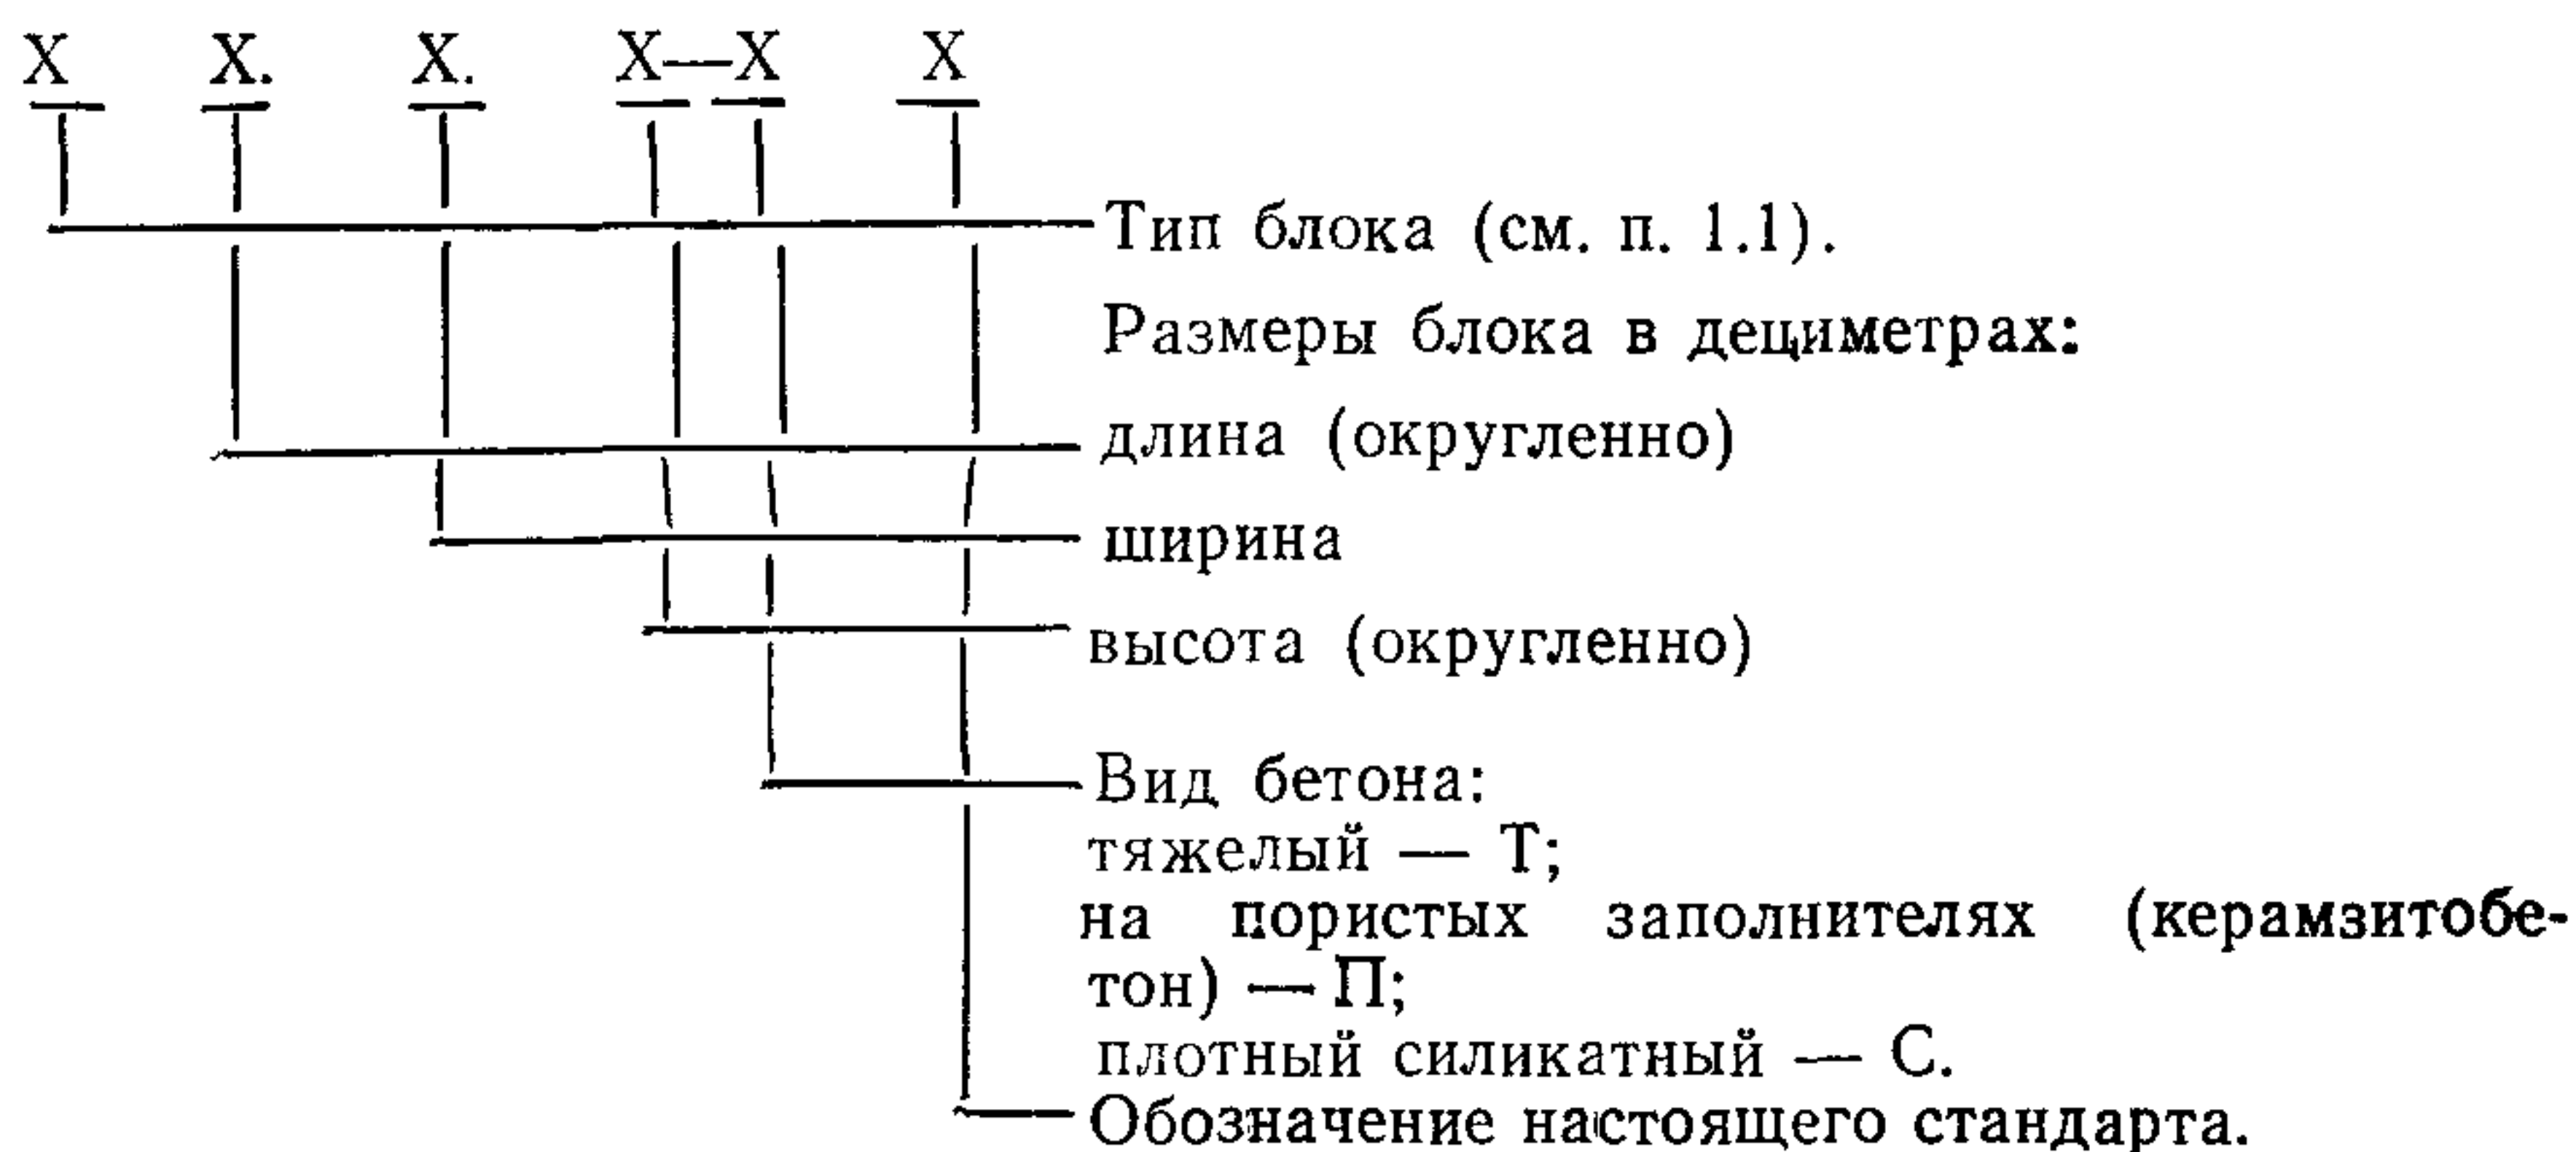 X X. X. X—X X
Тип блока (см. п. 1.1).
Размеры блока в дециметрах:
длина (округленно)
ширина
высота (округленно)
Вид бетона:
тяжелый — Т;
на пористых заполнителях (керамзитобе-
тон) — П;
плотный силикатный — С.
Обозначение настоящего стандарта.